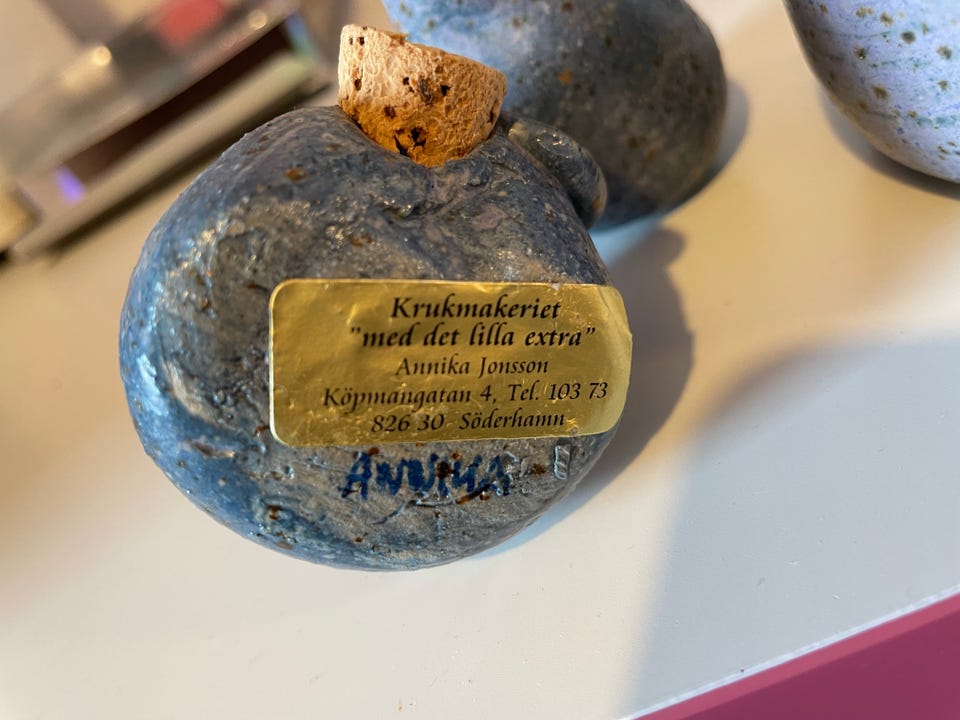 Krukmakeriet
"med det lilla extra"
Annika Jonsson
Köpmangatan 4, Tel. 103 73
826 30 Söderhamn
ANNIKA